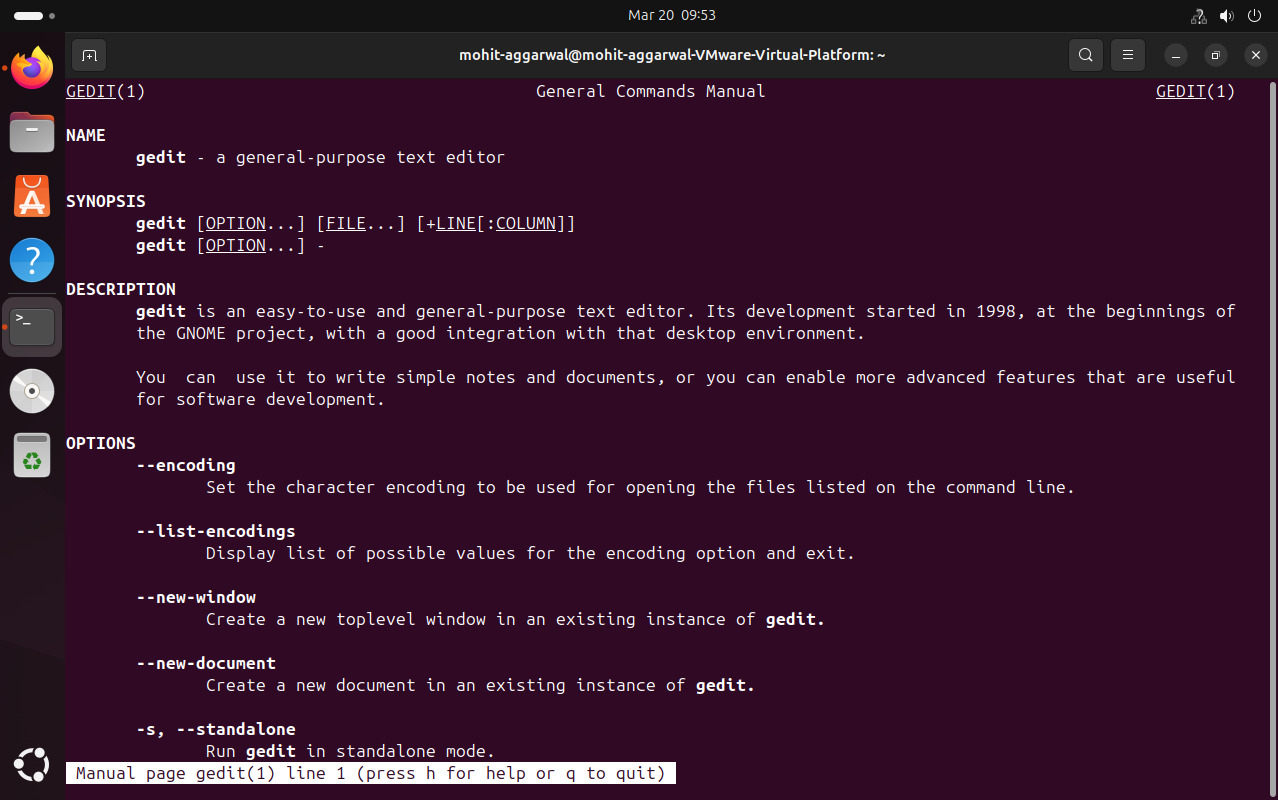 Mar 20 09:53
mohit-aggarwal@mohit-aggarwal-VMware-Virtual-Platform: ~
GEDIT(1) General Commands Manual GEDIT(1)
NAME
gedit - a general-purpose text editor
SYNOPSIS
gedit [OPTION...] [FILE...] [+LINE[:COLUMN]]
gedit [OPTION...] -
DESCRIPTION
gedit is an easy-to-use and general-purpose text editor. Its development started in 1998, at the beginnings of
the GNOME project, with a good integration with that desktop environment.
You can use it to write simple notes and documents, or you can enable more advanced features that are useful
for software development.
OPTIONS
--encoding
Set the character encoding to be used for opening the files listed on the command line.
--list-encodings
Display list of possible values for the encoding option and exit.
--new-window
Create a new toplevel window in an existing instance of gedit.
--new-document
Create a new document in an existing instance of gedit.
-s, --standalone
Run gedit in standalone mode.
Manual page gedit(1) line 1 (press h for help or q to quit)